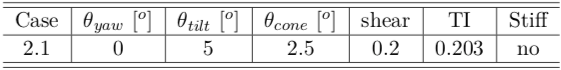 Case θyaw [o] θtilt [o] θcone [o] shear TI Stiff
2.1 0 5 2.5 0.2 0.203 no